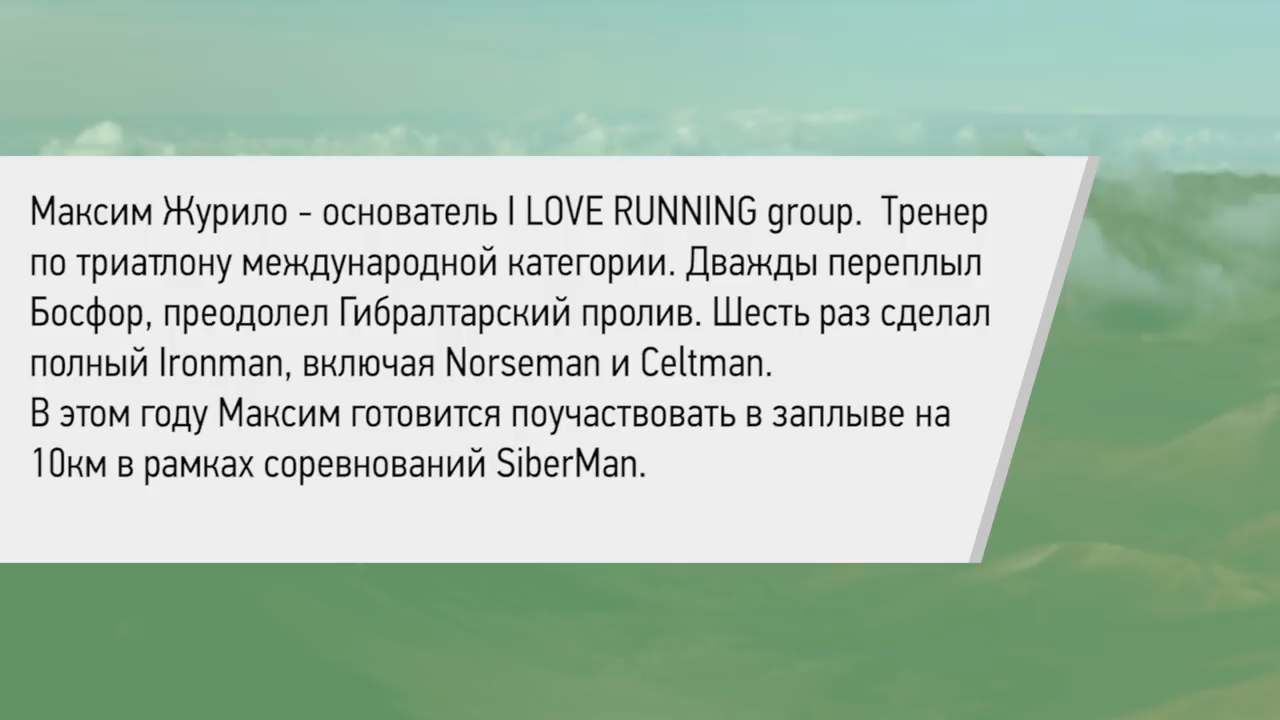 Максим Журило - основатель I LOVE RUNNING group.  Тренер
по триатлону международной категории. Дважды переплыл
Босфор, преодолел Гибралтарский пролив. Шесть раз сделал
полный Ironman, включая Norseman и Celtman.
В этом году Максим готовится поучаствовать в заплыве на
10км в рамках соревнований SiberMan.